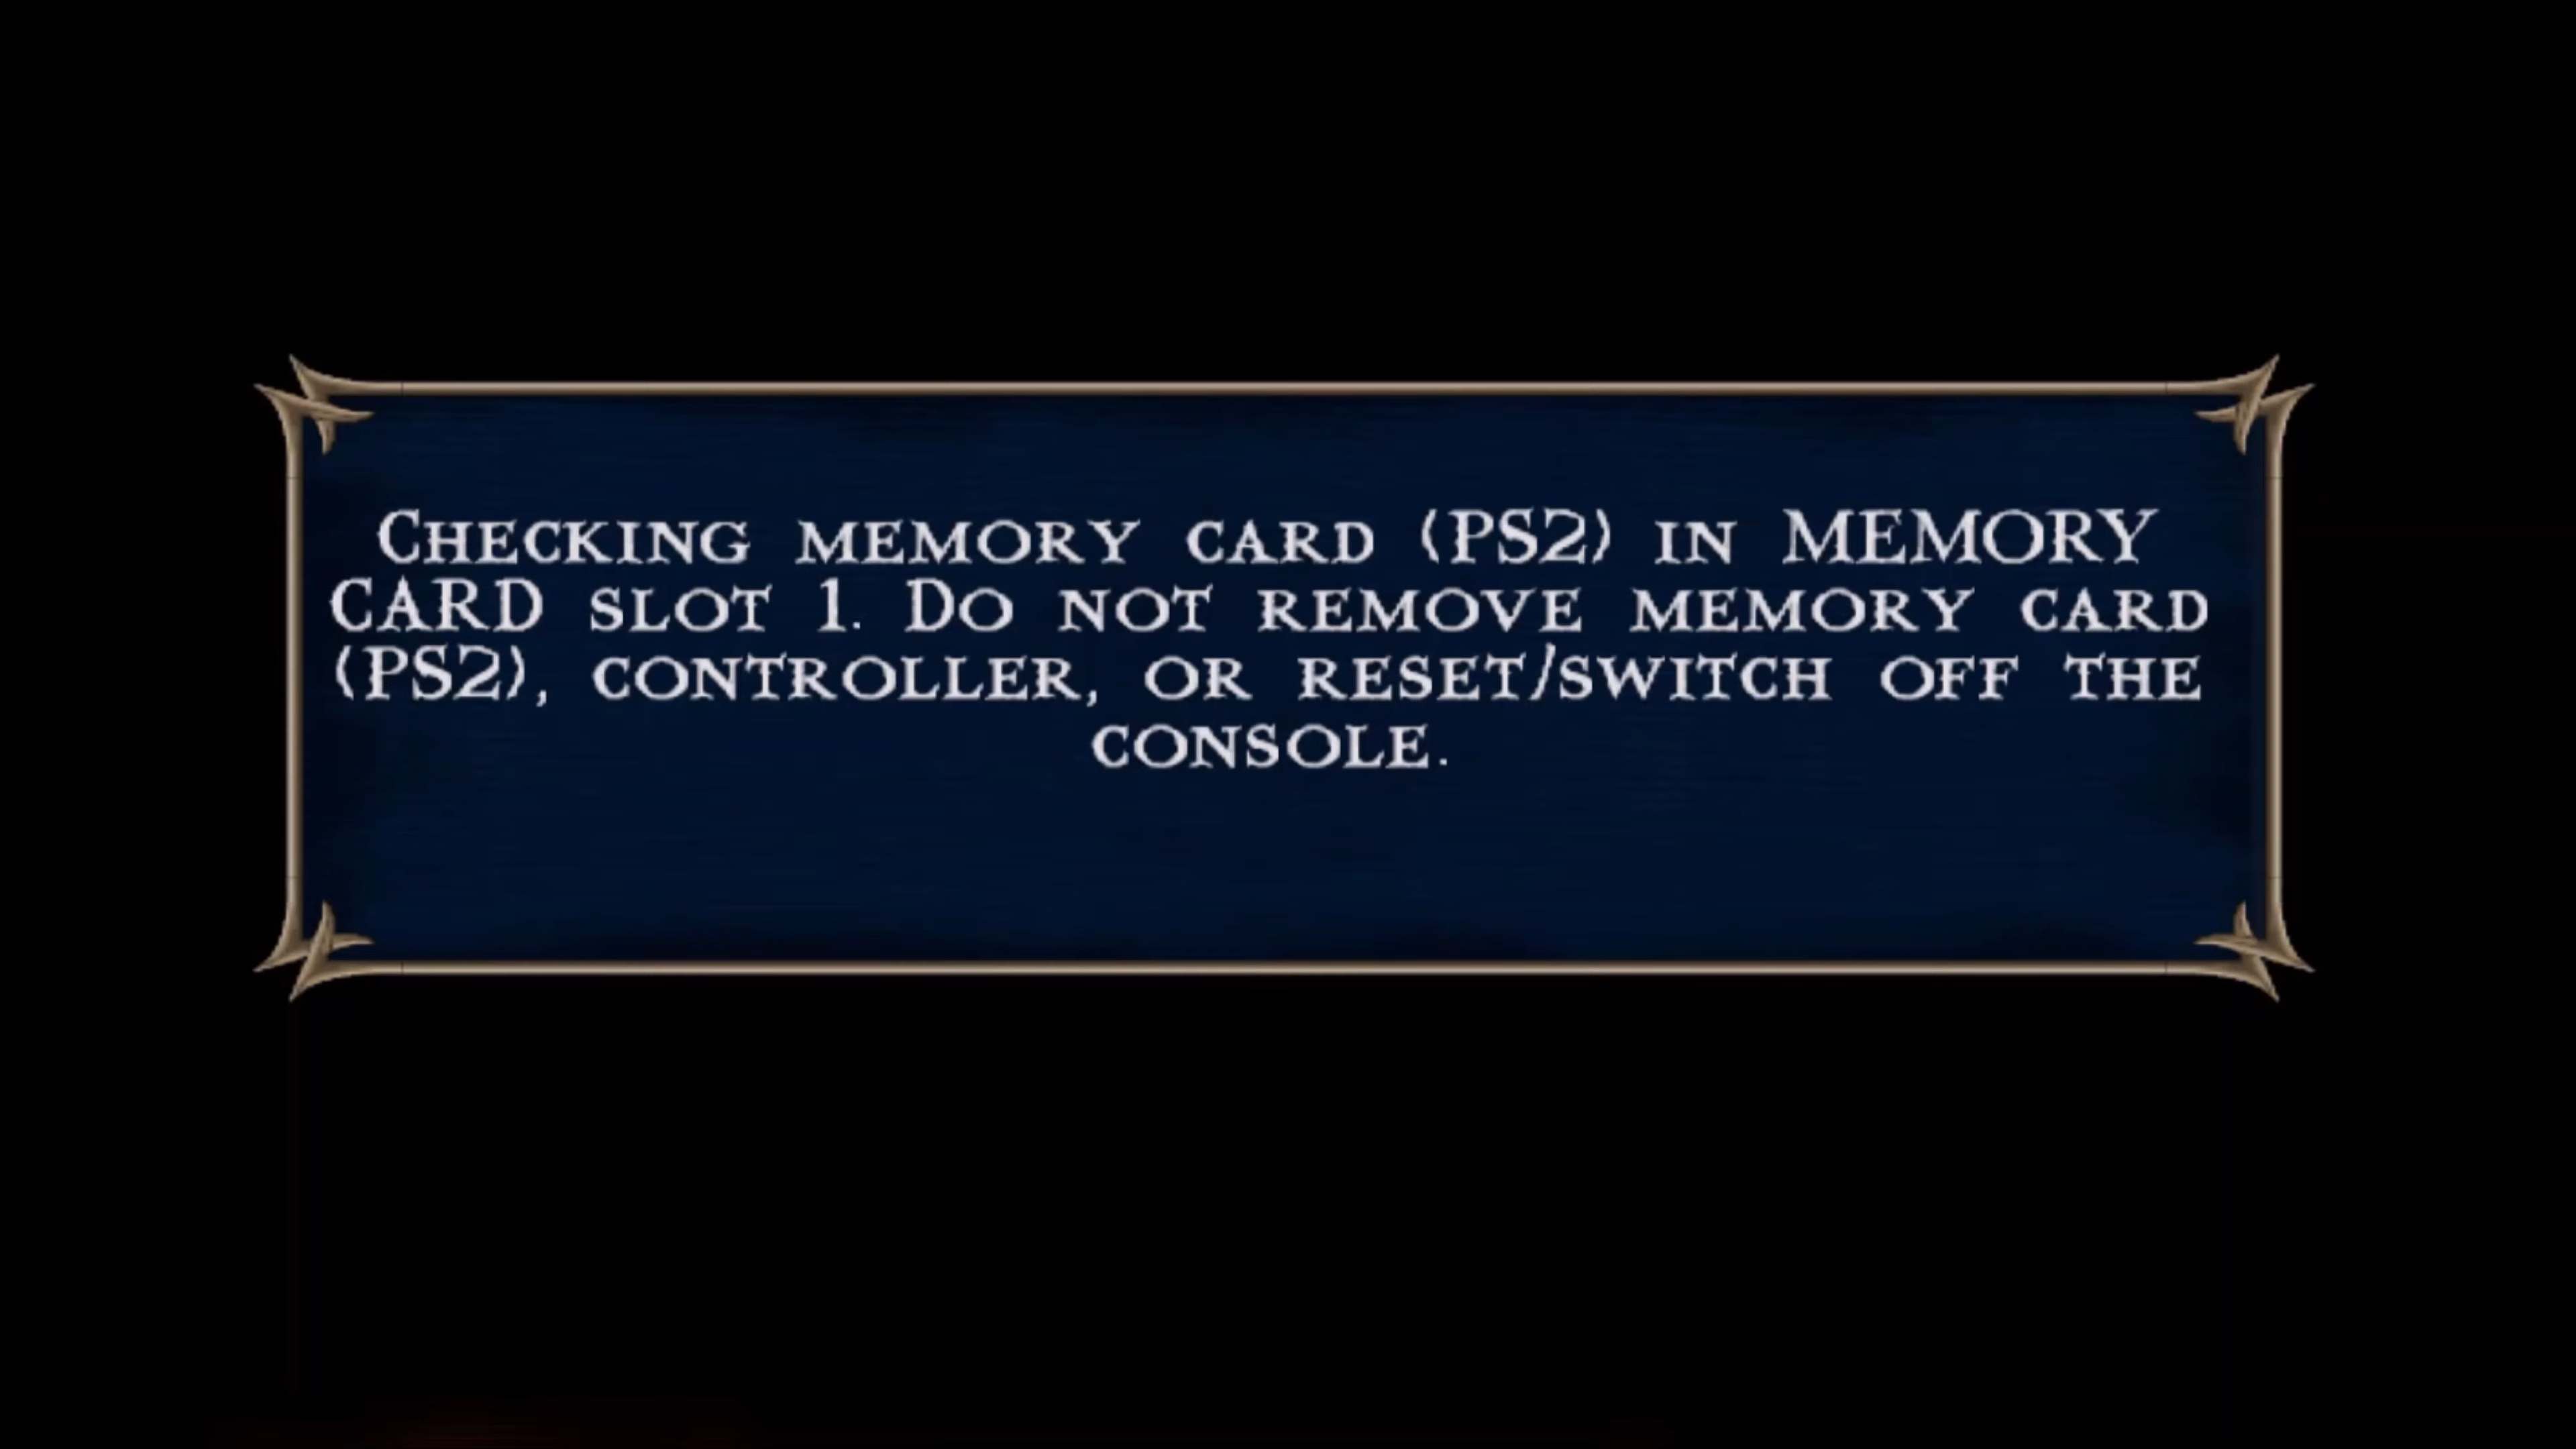 Checking memory card (PS2) in MEMORY
CARD slot 1. Do not remove memory card
(PS2), controller, or reset/switch off the
console.